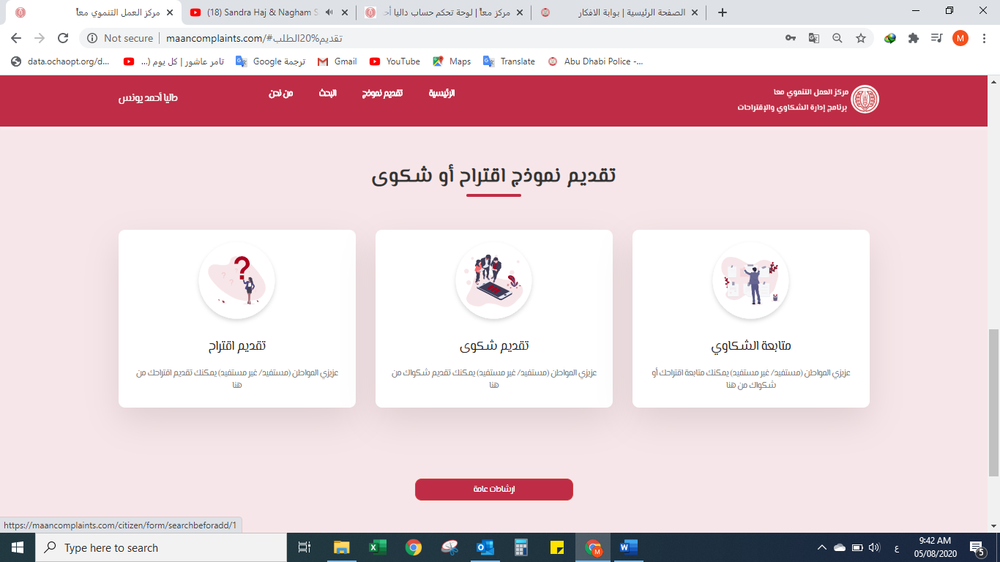 مركز العمل التنموي معاً
(18) Sandra Haj & Nagham S
مركز معاً | لوحة تحكم حساب داليا أح
الصفحة الرئيسية | بوابة الافكار
Not secure
maancomplaints.com/#تقديم%20الطلب
data.ochaopt.org/d...
تامر عاشور | كل يوم (...
ترجمة Google
Gmail
YouTube
Maps
Translate
Abu Dhabi Police -...
مركز العمل التنموي معا
برنامج إدارة الشكاوي والإقتراحات
الرئيسية
تقديم نموذج
البحث
من نحن
داليا أحمد يونس
تقديم نموذج اقتراح أو شكوى
متابعة الشكاوي
عزيزي المواطن (مستفيد/ غير مستفيد) يمكنك متابعة اقتراحك أو
شكواك من هنا
تقديم شكوى
عزيزي المواطن (مستفيد/ غير مستفيد) يمكنك تقديم شكواك من
هنا
تقديم اقتراح
عزيزي المواطن (مستفيد/ غير مستفيد) يمكنك تقديم اقتراحك من
هنا
ارشادات عامة
https://maancomplaints.com/citizen/form/searchbeforadd/1
Type here to search
ع
9:42 AM
05/08/2020
5